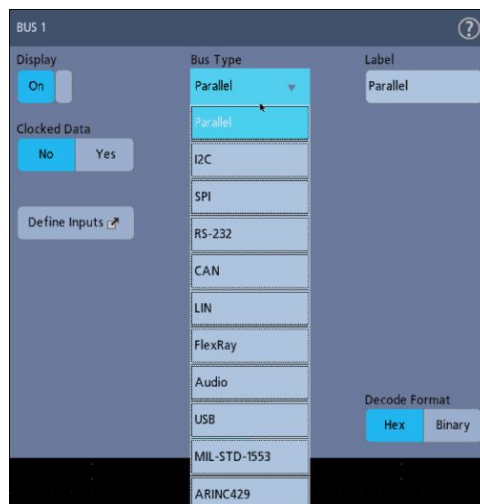 BUS 1
?
Display
On
Clocked Data
No Yes
Define Inputs
Bus Type
Parallel
Parallel
I2C
SPI
RS-232
CAN
LIN
FlexRay
Audio
USB
MIL-STD-1553
ARINC429
Label
Parallel
Decode Format
Hex Binary